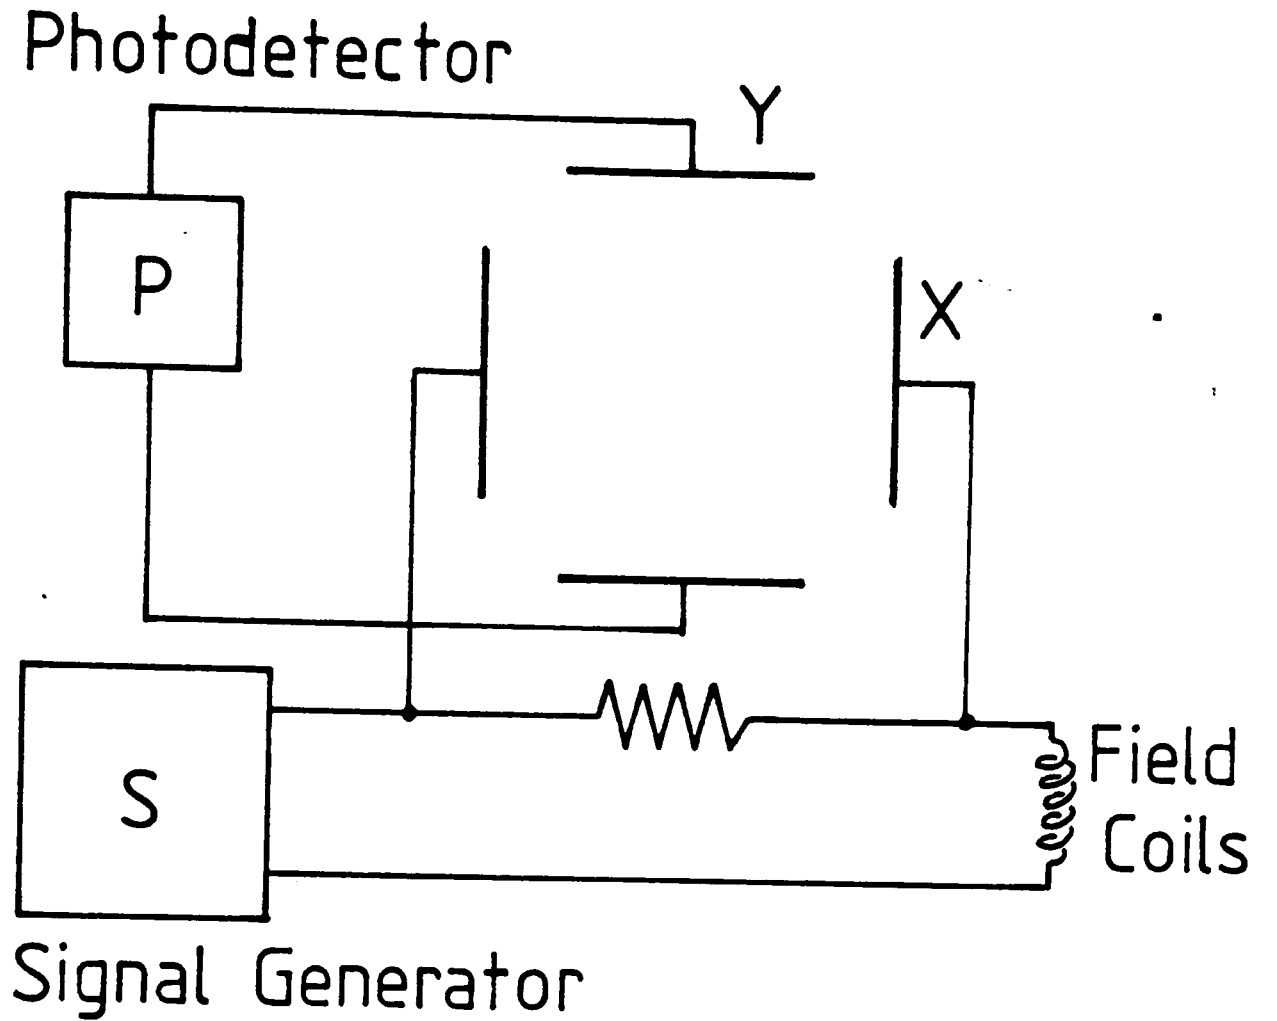 Photodetector
Y
P
X
S
Field
Coils
Signal Generator